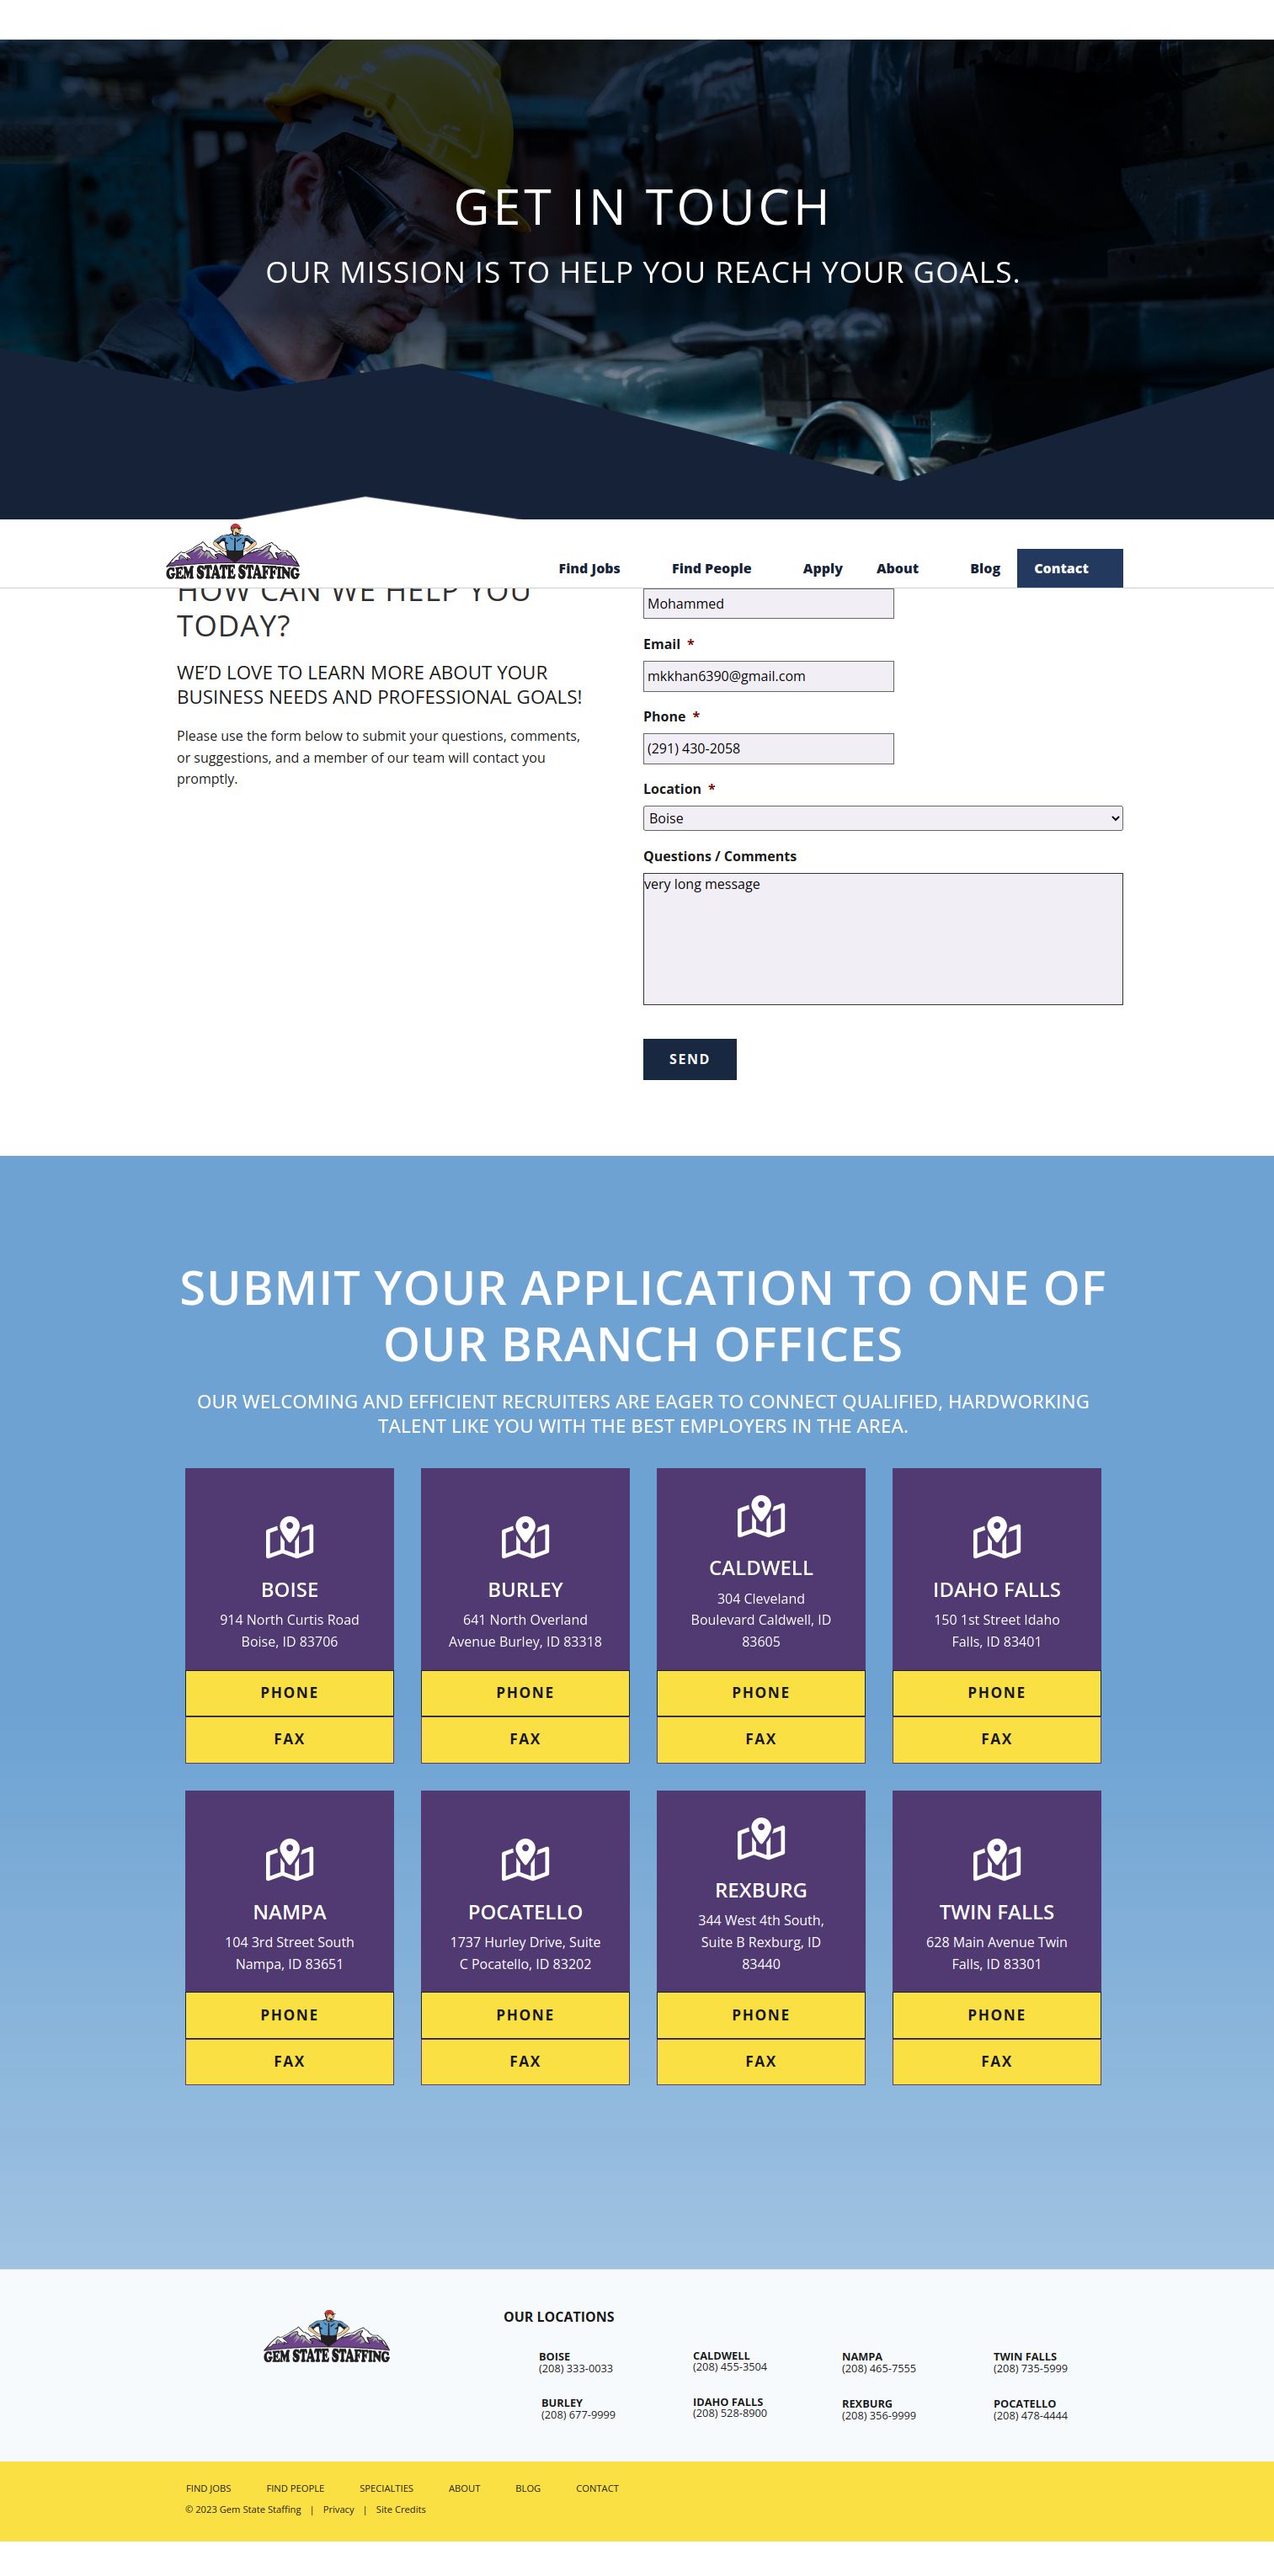 GET IN TOUCH
OUR MISSION IS TO HELP YOU REACH YOUR GOALS.
GEM STATE STAFFING
Find Jobs
Find People
Apply
About
Blog
Contact
HOW CAN WE HELP YOU
TODAY?
WE’D LOVE TO LEARN MORE ABOUT YOUR
BUSINESS NEEDS AND PROFESSIONAL GOALS!
Please use the form below to submit your questions, comments,
or suggestions, and a member of our team will contact you
promptly.
Mohammed
Email *
mkkhan6390@gmail.com
Phone *
(291) 430-2058
Location *
Boise
Questions / Comments
very long message
SEND
SUBMIT YOUR APPLICATION TO ONE OF
OUR BRANCH OFFICES
OUR WELCOMING AND EFFICIENT RECRUITERS ARE EAGER TO CONNECT QUALIFIED, HARDWORKING
TALENT LIKE YOU WITH THE BEST EMPLOYERS IN THE AREA.
BOISE
914 North Curtis Road
Boise, ID 83706
PHONE
FAX
BURLEY
641 North Overland
Avenue Burley, ID 83318
PHONE
FAX
CALDWELL
304 Cleveland
Boulevard Caldwell, ID
83605
PHONE
FAX
IDAHO FALLS
150 1st Street Idaho
Falls, ID 83401
PHONE
FAX
NAMPA
104 3rd Street South
Nampa, ID 83651
PHONE
FAX
POCATELLO
1737 Hurley Drive, Suite
C Pocatello, ID 83202
PHONE
FAX
REXBURG
344 West 4th South,
Suite B Rexburg, ID
83440
PHONE
FAX
TWIN FALLS
628 Main Avenue Twin
Falls, ID 83301
PHONE
FAX
GEM STATE STAFFING
OUR LOCATIONS
BOISE
(208) 333-0033
CALDWELL
(208) 455-3504
NAMPA
(208) 465-7555
TWIN FALLS
(208) 735-5999
BURLEY
(208) 677-9999
IDAHO FALLS
(208) 528-8900
REXBURG
(208) 356-9999
POCATELLO
(208) 478-4444
FIND JOBS
FIND PEOPLE
SPECIALTIES
ABOUT
BLOG
CONTACT
© 2023 Gem State Staffing | Privacy | Site Credits